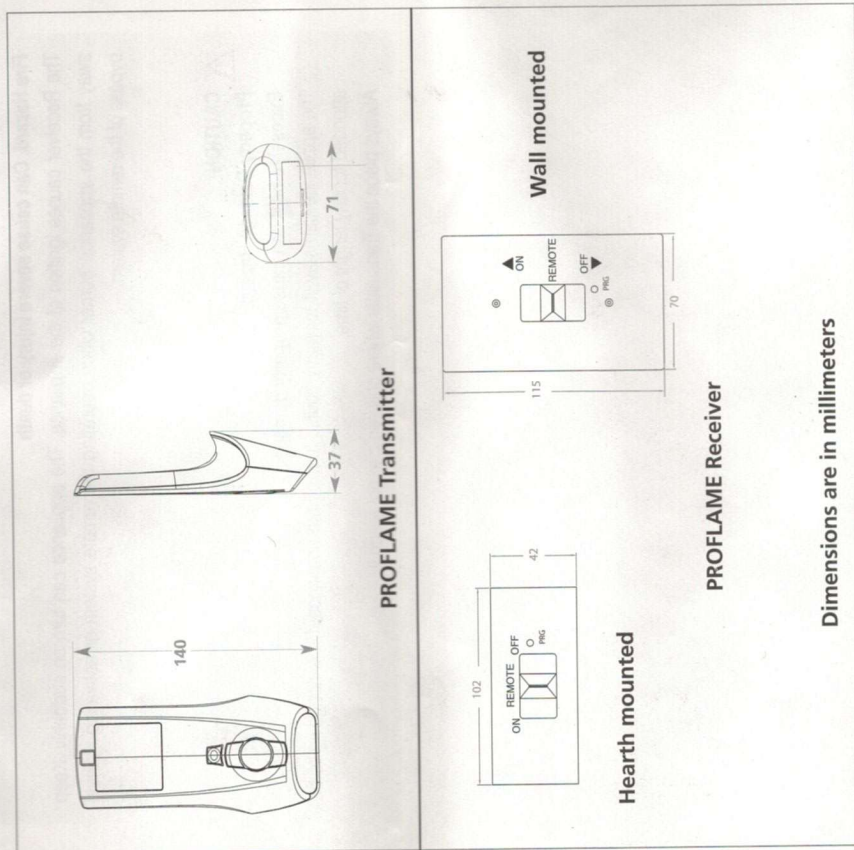 140
37
71
PROFLAME Transmitter
102
ON REMOTE OFF
PRG
42
Hearth mounted
115
ON
REMOTE
OFF
PRG
70
Wall mounted
PROFLAME Receiver
Dimensions are in millimeters